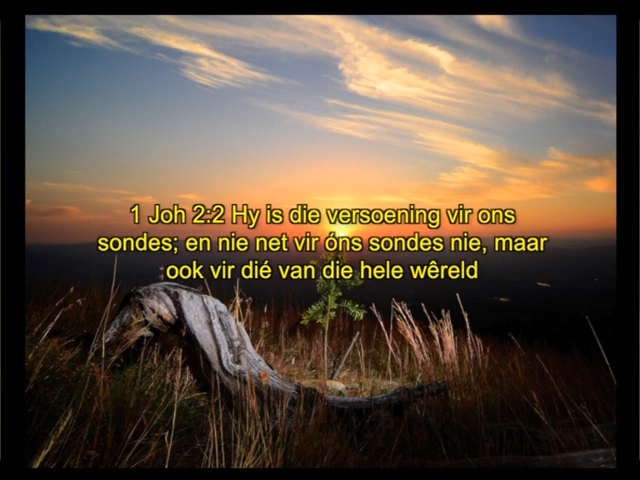 1 Joh 2:2 Hy is die versoening vir ons
sondes; en nie net vir óns sondes nie, maar
ook vir dié van die hele wêreld